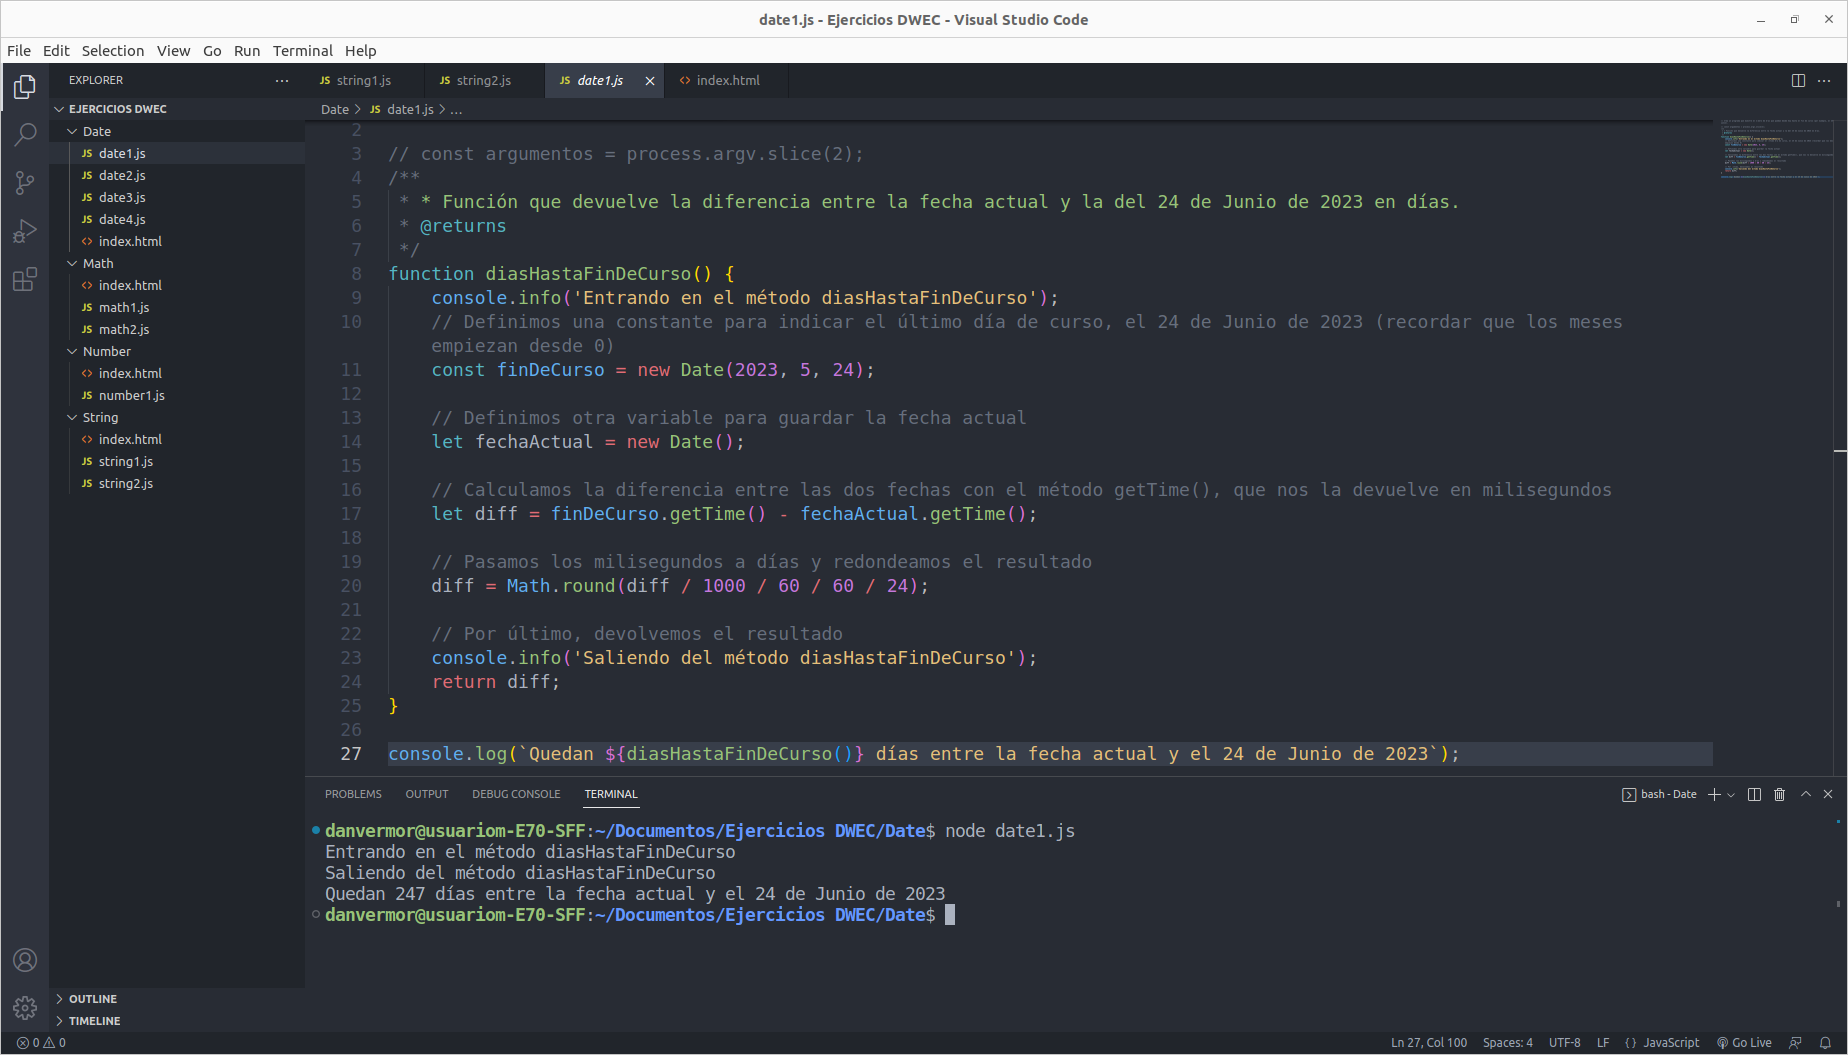 date1.js - Ejercicios DWEC - Visual Studio Code
File Edit Selection View Go Run Terminal Help
EXPLORER
EJERCICIOS DWEC
Date
JS date1.js
JS date2.js
JS date3.js
JS date4.js
<> index.html
Math
<> index.html
JS math1.js
JS math2.js
Number
<> index.html
JS number1.js
String
<> index.html
JS string1.js
JS string2.js
OUTLINE
TIMELINE
JS string1.js JS string2.js JS date1.js <> index.html
Date > JS date1.js > ...
2
3 // const argumentos = process.argv.slice(2);
4 /**
5 * * Función que devuelve la diferencia entre la fecha actual y la del 24 de Junio de 2023 en días.
6 * @returns
7 */
8 function diasHastaFinDeCurso() {
9 console.info('Entrando en el método diasHastaFinDeCurso');
10 // Definimos una constante para indicar el último día de curso, el 24 de Junio de 2023 (recordar que los meses
empiezan desde 0)
11 const finDeCurso = new Date(2023, 5, 24);
12
13 // Definimos otra variable para guardar la fecha actual
14 let fechaActual = new Date();
15
16 // Calculamos la diferencia entre las dos fechas con el método getTime(), que nos la devuelve en milisegundos
17 let diff = finDeCurso.getTime() - fechaActual.getTime();
18
19 // Pasamos los milisegundos a días y redondeamos el resultado
20 diff = Math.round(diff / 1000 / 60 / 60 / 24);
21
22 // Por último, devolvemos el resultado
23 console.info('Saliendo del método diasHastaFinDeCurso');
24 return diff;
25 }
26
27 console.log(`Quedan ${diasHastaFinDeCurso()} días entre la fecha actual y el 24 de Junio de 2023`);
PROBLEMS OUTPUT DEBUG CONSOLE TERMINAL
bash - Date
danvermor@usuariom-E70-SFF:~/Documentos/Ejercicios DWEC/Date$ node date1.js
Entrando en el método diasHastaFinDeCurso
Saliendo del método diasHastaFinDeCurso
Quedan 247 días entre la fecha actual y el 24 de Junio de 2023
danvermor@usuariom-E70-SFF:~/Documentos/Ejercicios DWEC/Date$
0 0 Ln 27, Col 100 Spaces: 4 UTF-8 LF {} JavaScript Go Live